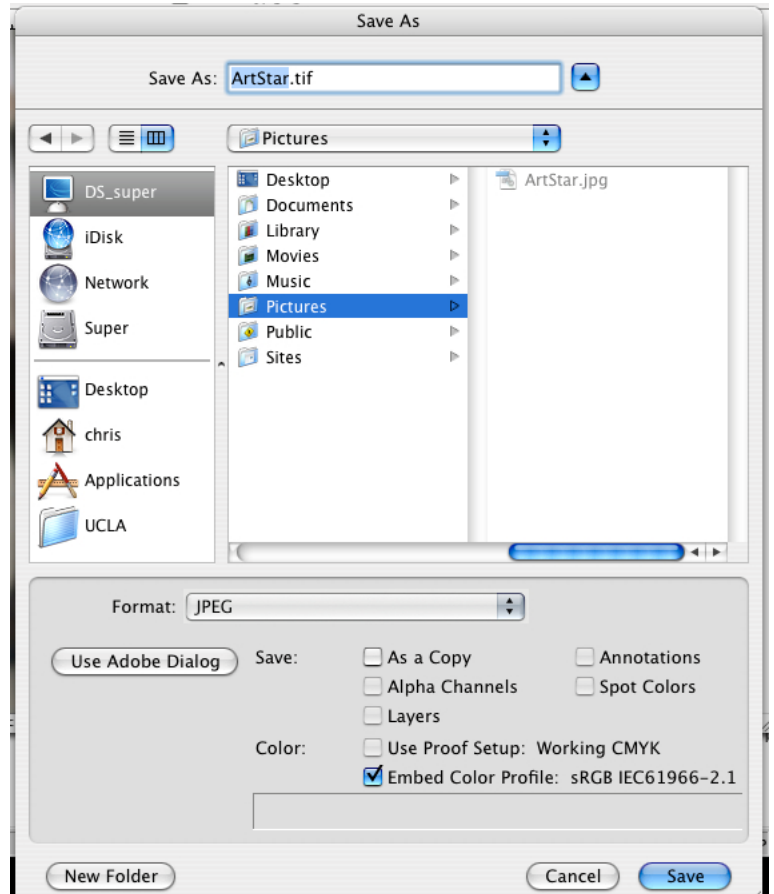 Save As
Save As: ArtStar.tif
Pictures
DS_super
iDisk
Network
Super
Desktop
chris
Applications
UCLA
Desktop
Documents
Library
Movies
Music
Pictures
Public
Sites
ArtStar.jpg
Format: JPEG
Use Adobe Dialog
Save: As a Copy Annotations
Alpha Channels Spot Colors
Layers
Color: Use Proof Setup: Working CMYK
Embed Color Profile: sRGB IEC61966-2.1
New Folder Cancel Save